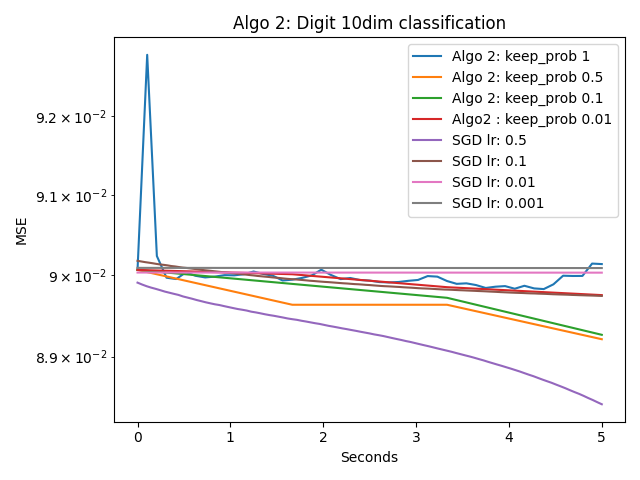 Algo 2: Digit 10dim classification
Algo 2: keep_prob 1
Algo 2: keep_prob 0.5
Algo 2: keep_prob 0.1
Algo2 : keep_prob 0.01
SGD lr: 0.5
SGD lr: 0.1
SGD lr: 0.01
SGD lr: 0.001
9.2 × 10⁻²
9.1 × 10⁻²
9 × 10⁻²
8.9 × 10⁻²
MSE
0 1 2 3 4 5
Seconds